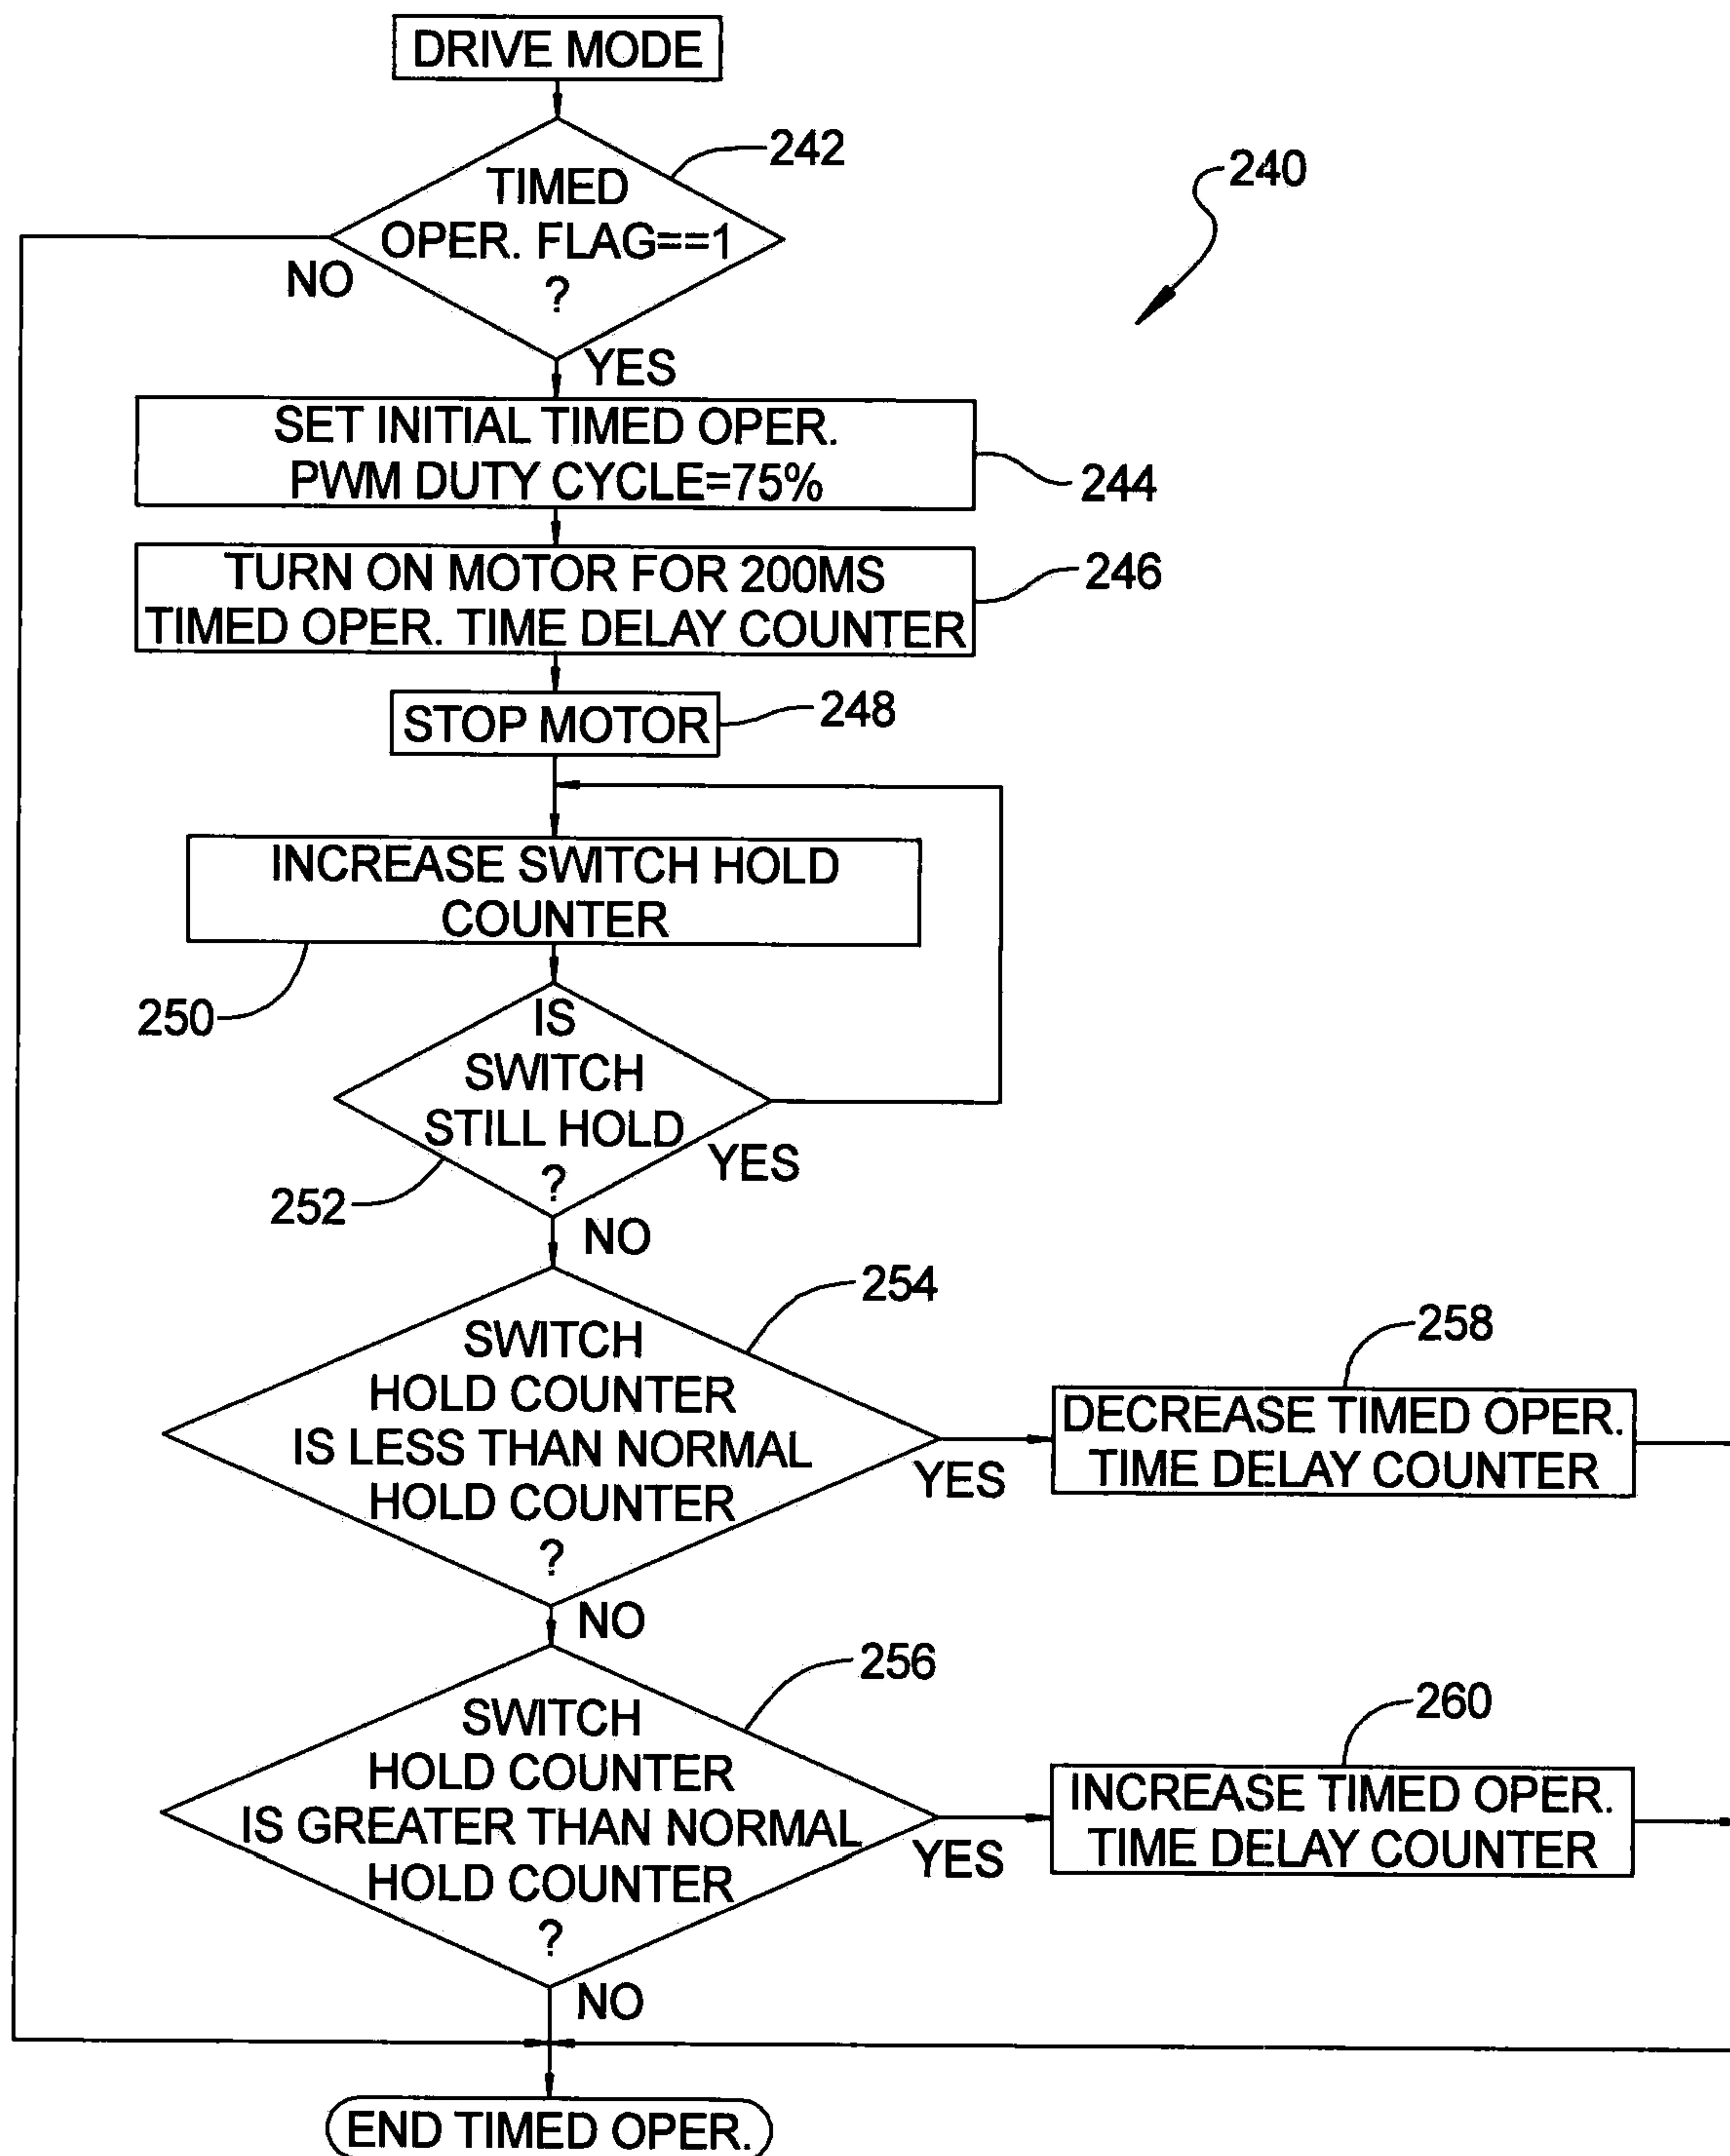 DRIVE MODE
242
TIMED
OPER. FLAG==1
?
NO
YES
240
SET INITIAL TIMED OPER.
PWM DUTY CYCLE=75%
244
TURN ON MOTOR FOR 200MS
TIMED OPER. TIME DELAY COUNTER
246
STOP MOTOR
248
INCREASE SWITCH HOLD
COUNTER
250
IS
SWITCH
STILL HOLD
?
YES
252
NO
254
SWITCH
HOLD COUNTER
IS LESS THAN NORMAL
HOLD COUNTER
?
YES
258
DECREASE TIMED OPER.
TIME DELAY COUNTER
NO
256
SWITCH
HOLD COUNTER
IS GREATER THAN NORMAL
HOLD COUNTER
?
YES
260
INCREASE TIMED OPER.
TIME DELAY COUNTER
NO
END TIMED OPER.